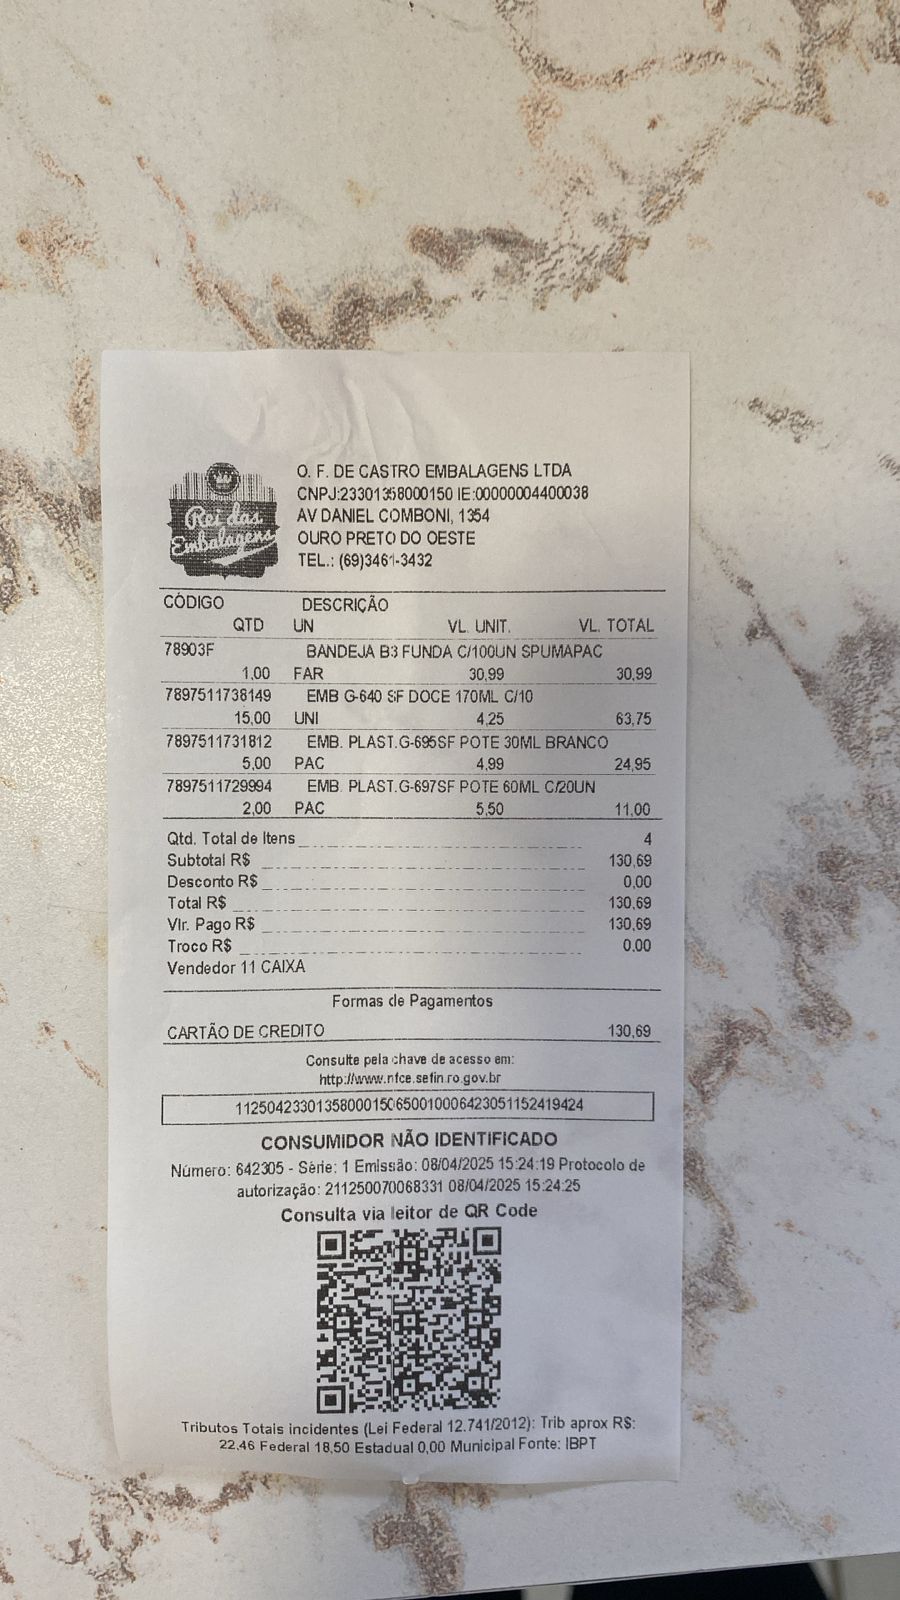 Rei das
Embalagens
O. F. DE CASTRO EMBALAGENS LTDA
CNPJ:23301358000150 IE:00000004400038
AV DANIEL COMBONI, 1354
OURO PRETO DO OESTE
TEL.: (69)3461-3432
CÓDIGO DESCRIÇÃO
QTD UN VL. UNIT. VL. TOTAL
78903F BANDEJA B3 FUNDA C/100UN SPUMAPAC
1,00 FAR 30,99 30,99
7897511738149 EMB G-640 SF DOCE 170ML C/10
15,00 UNI 4,25 63,75
7897511731812 EMB. PLAST.G-695SF POTE 30ML BRANCO
5,00 PAC 4,99 24,95
7897511729994 EMB. PLAST.G-697SF POTE 60ML C/20UN
2,00 PAC 5,50 11,00
Qtd. Total de Itens 4
Subtotal R$ 130,69
Desconto R$ 0,00
Total R$ 130,69
Vlr. Pago R$ 130,69
Troco R$ 0,00
Vendedor 11 CAIXA
Formas de Pagamentos
CARTÃO DE CREDITO 130,69
Consulte pela chave de acesso em:
http://www.nfce.sefin.ro.gov.br
11250423301358000150650010006423051152419424
CONSUMIDOR NÃO IDENTIFICADO
Número: 642305 - Série: 1 Emissão: 08/04/2025 15:24:19 Protocolo de
autorização: 211250070068331 08/04/2025 15:24:25
Consulta via leitor de QR Code
Tributos Totais incidentes (Lei Federal 12.741/2012): Trib aprox R$:
22,46 Federal 18,50 Estadual 0,00 Municipal Fonte: IBPT